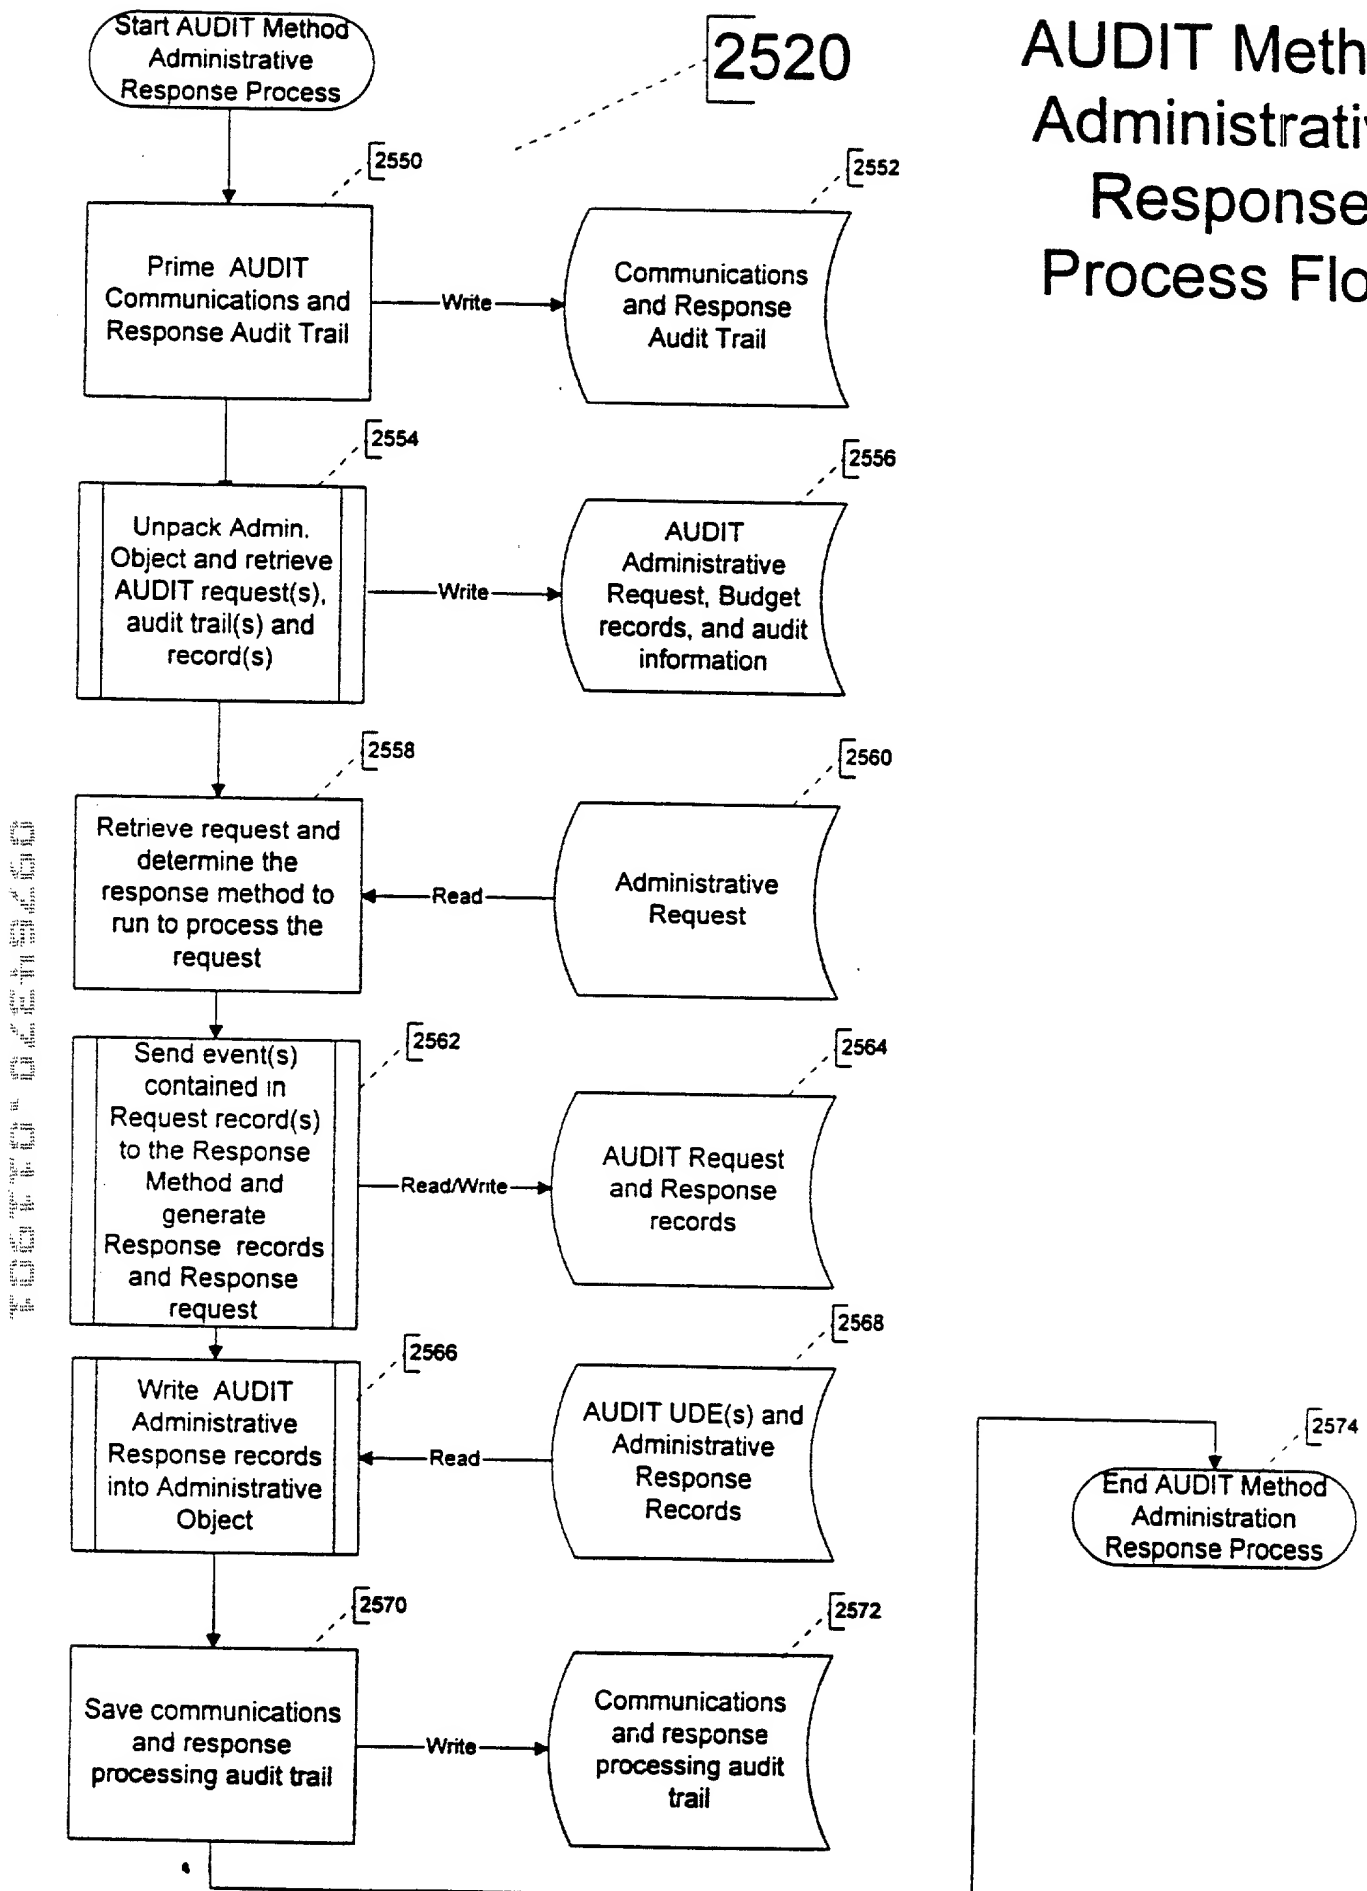 Start AUDIT Method
Administrative
Response Process
2520
AUDIT Meth
Administrativ
Response
Process Flo
2550
Prime AUDIT
Communications and
Response Audit Trail
Write
2552
Communications
and Response
Audit Trail
2554
Unpack Admin.
Object and retrieve
AUDIT request(s),
audit trail(s) and
record(s)
Write
2556
AUDIT
Administrative
Request, Budget
records, and audit
information
2558
Retrieve request and
determine the
response method to
run to process the
request
Read
2560
Administrative
Request
2562
Send event(s)
contained in
Request record(s)
to the Response
Method and
generate
Response records
and Response
request
Read/Write
2564
AUDIT Request
and Response
records
2566
Write AUDIT
Administrative
Response records
into Administrative
Object
Read
2568
AUDIT UDE(s) and
Administrative
Response
Records
2570
Save communications
and response
processing audit trail
Write
2572
Communications
and response
processing audit
trail
2574
End AUDIT Method
Administration
Response Process